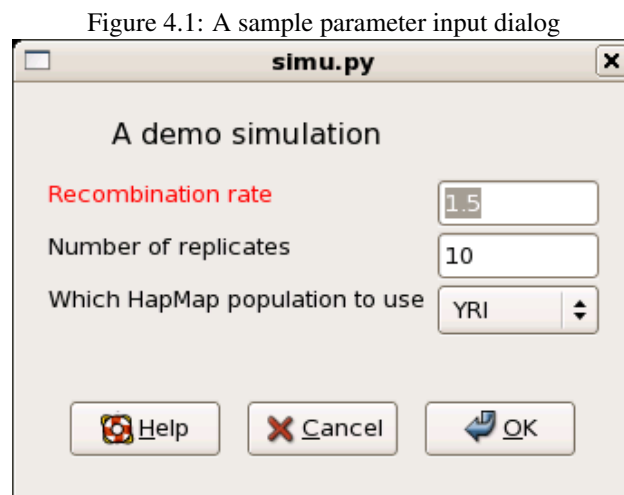 Figure 4.1: A sample parameter input dialog
simu.py
A demo simulation
Recombination rate 1.5
Number of replicates 10
Which HapMap population to use YRI
Help Cancel OK